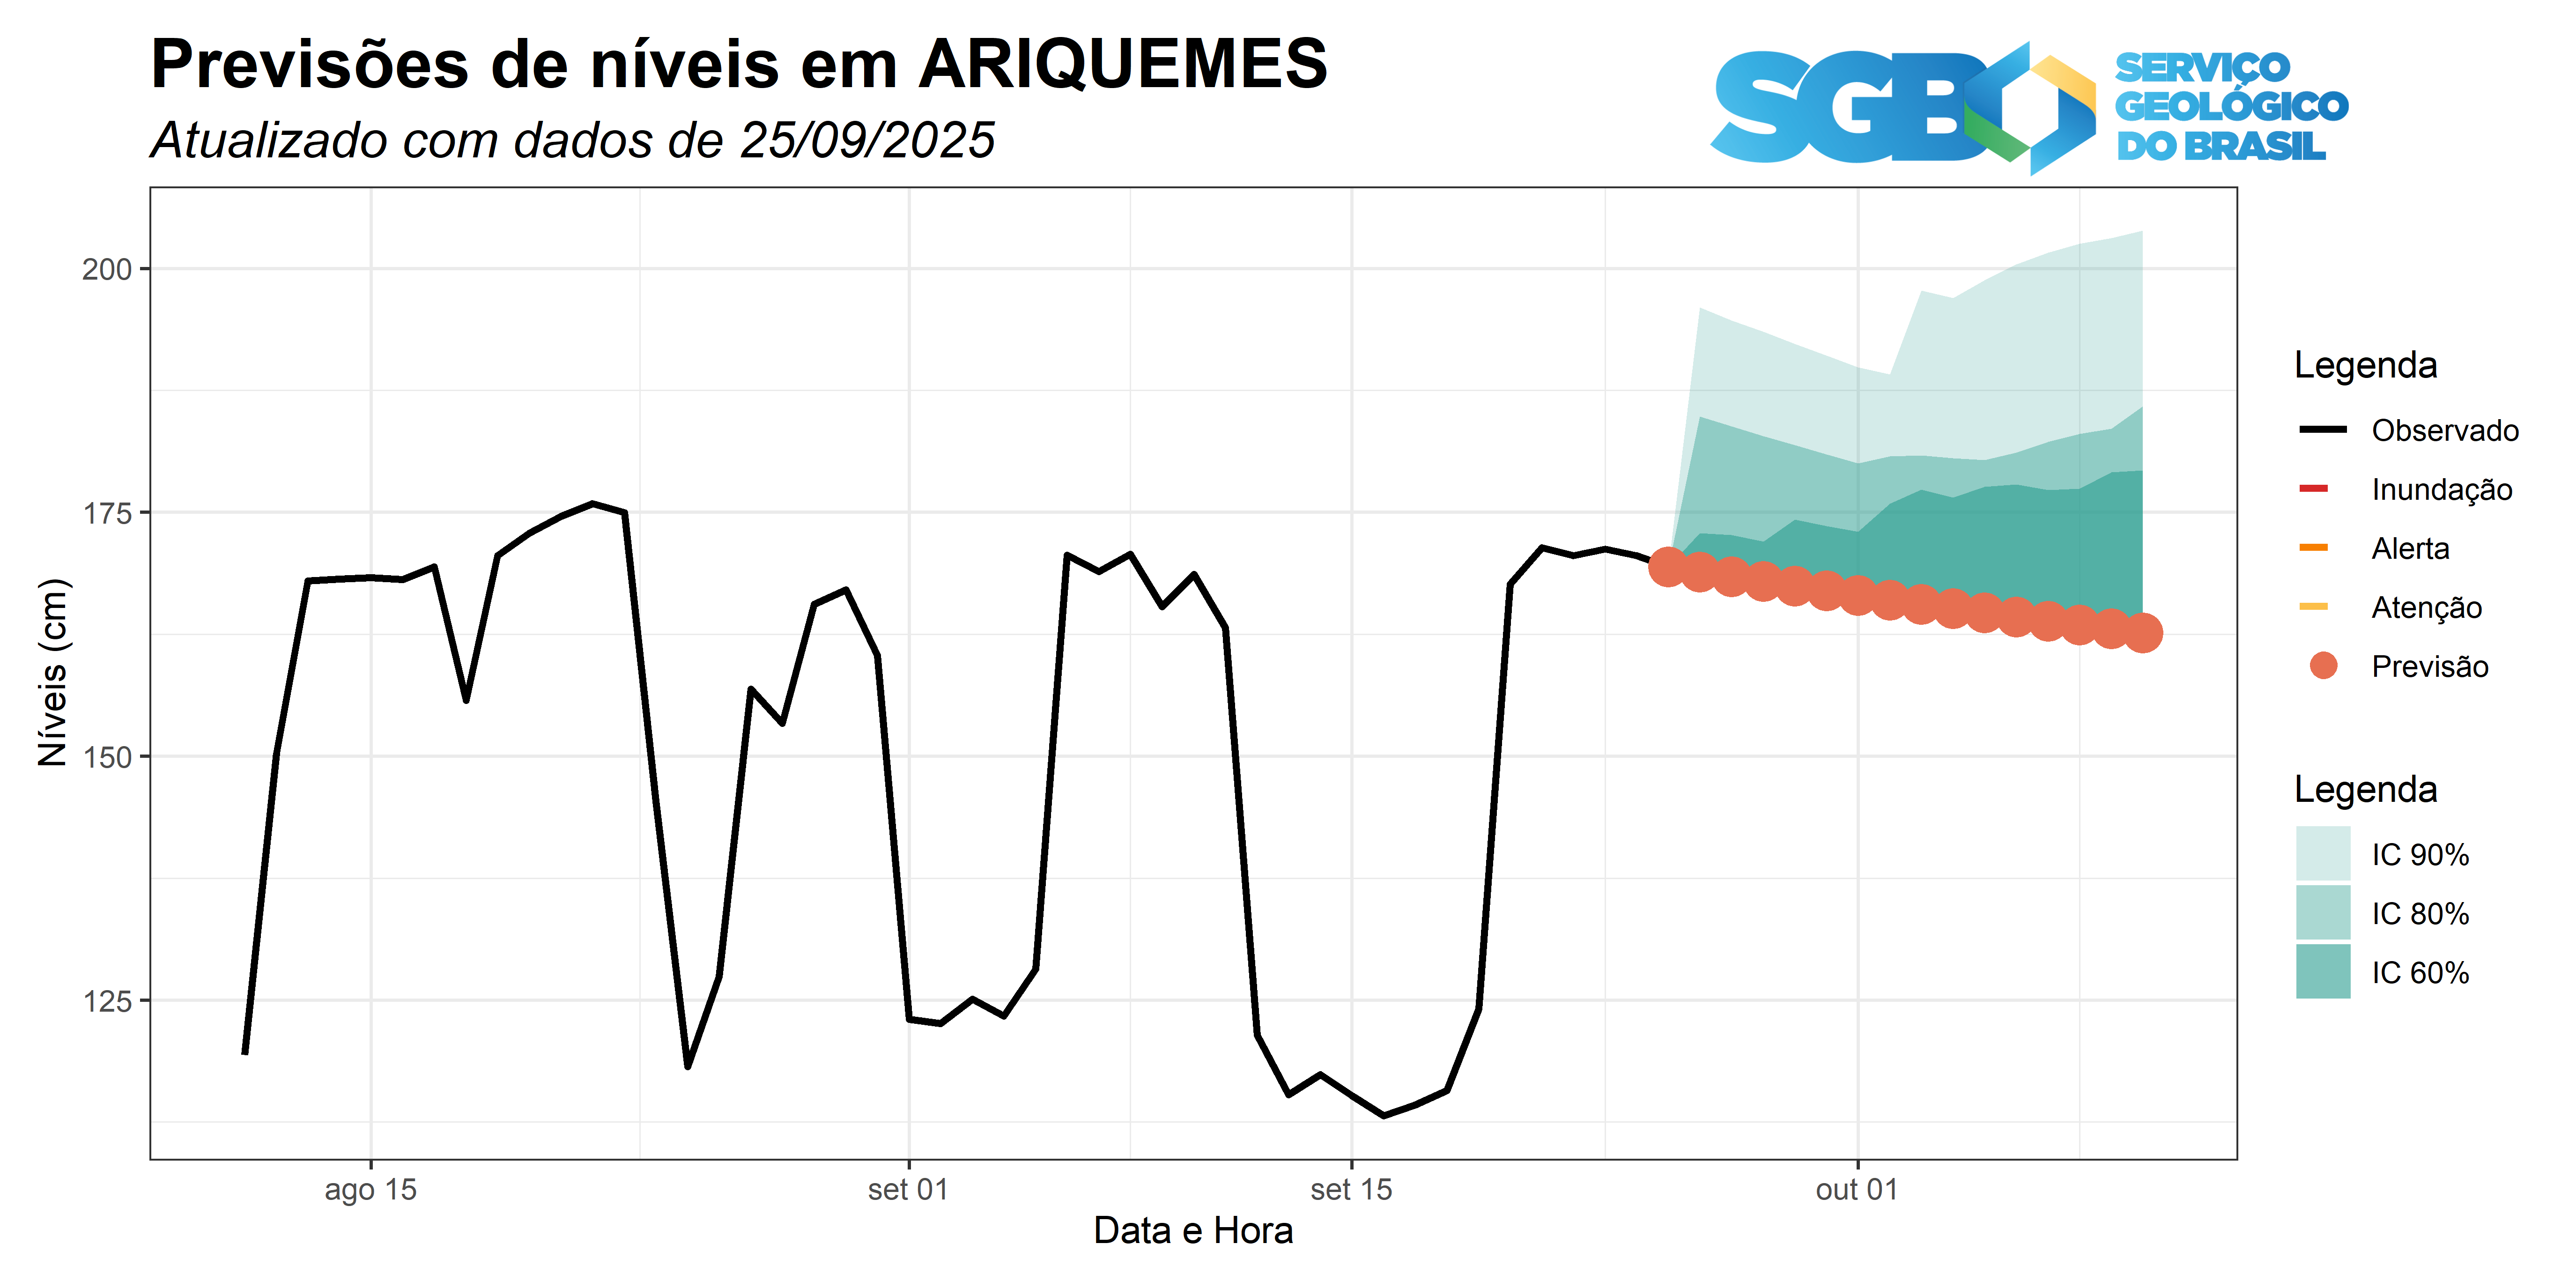 Previsões de níveis em ARIQUEMES
Atualizado com dados de 25/09/2025
SGB
SERVIÇO
GEOLÓGICO
DO BRASIL
200
175
150
125
Níveis (cm)
ago 15
set 01
set 15
out 01
Data e Hora
Legenda
Observado
Inundação
Alerta
Atenção
Previsão
Legenda
IC 90%
IC 80%
IC 60%